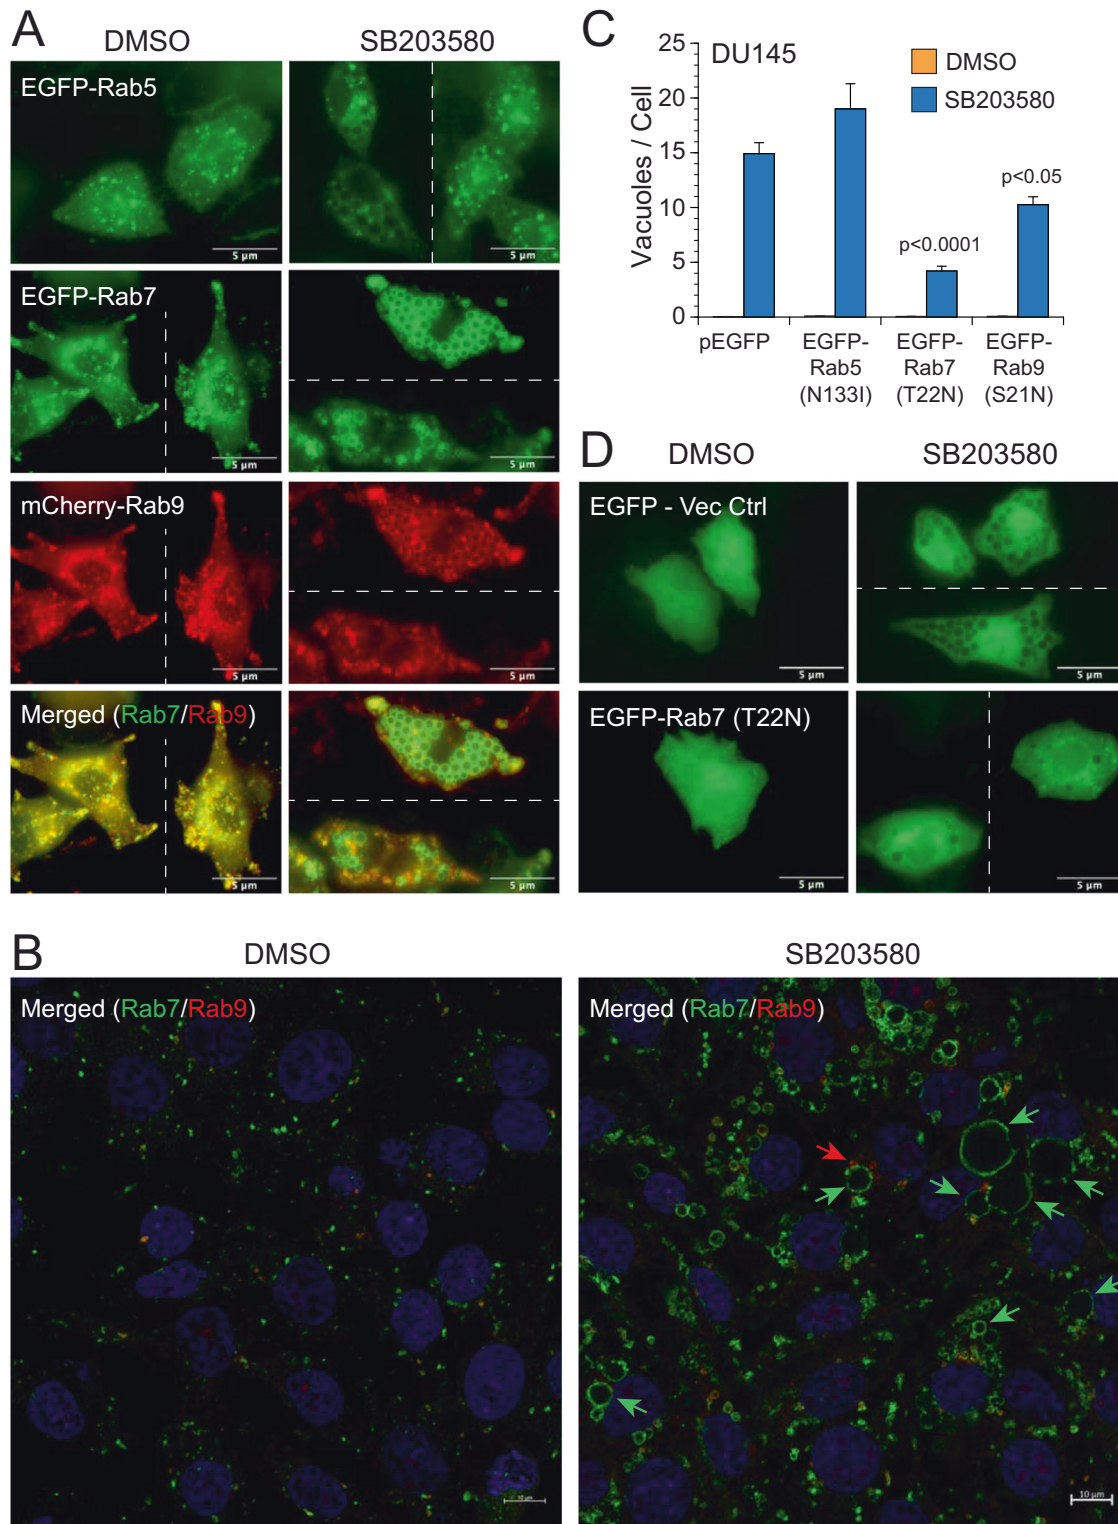 A
DMSO
SB203580
EGFP-Rab5
5 µm
5 µm
EGFP-Rab7
5 µm
5 µm
mCherry-Rab9
5 µm
5 µm
Merged (Rab7/Rab9)
5 µm
5 µm
C
DU145
DMSO
SB203580
Vacuoles / Cell
25
20
15
10
5
0
p<0.0001
p<0.05
pEGFP
EGFP-
Rab5
(N133I)
EGFP-
Rab7
(T22N)
EGFP-
Rab9
(S21N)
D
DMSO
SB203580
EGFP - Vec Ctrl
5 µm
5 µm
EGFP-Rab7 (T22N)
5 µm
5 µm
B
DMSO
SB203580
Merged (Rab7/Rab9)
10 µm
Merged (Rab7/Rab9)
10 µm